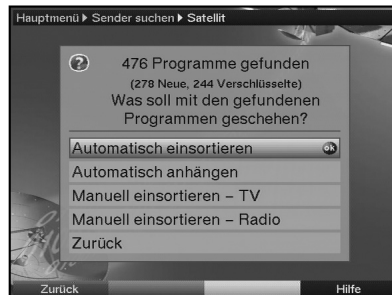 Hauptmenü ▶ Sender suchen ▶ Satellit
? 476 Programme gefunden
(278 Neue, 244 Verschlüsselte)
Was soll mit den gefundenen
Programmen geschehen?
Automatisch einsortieren ok
Automatisch anhängen
Manuell einsortieren – TV
Manuell einsortieren – Radio
Zurück
Zurück Hilfe